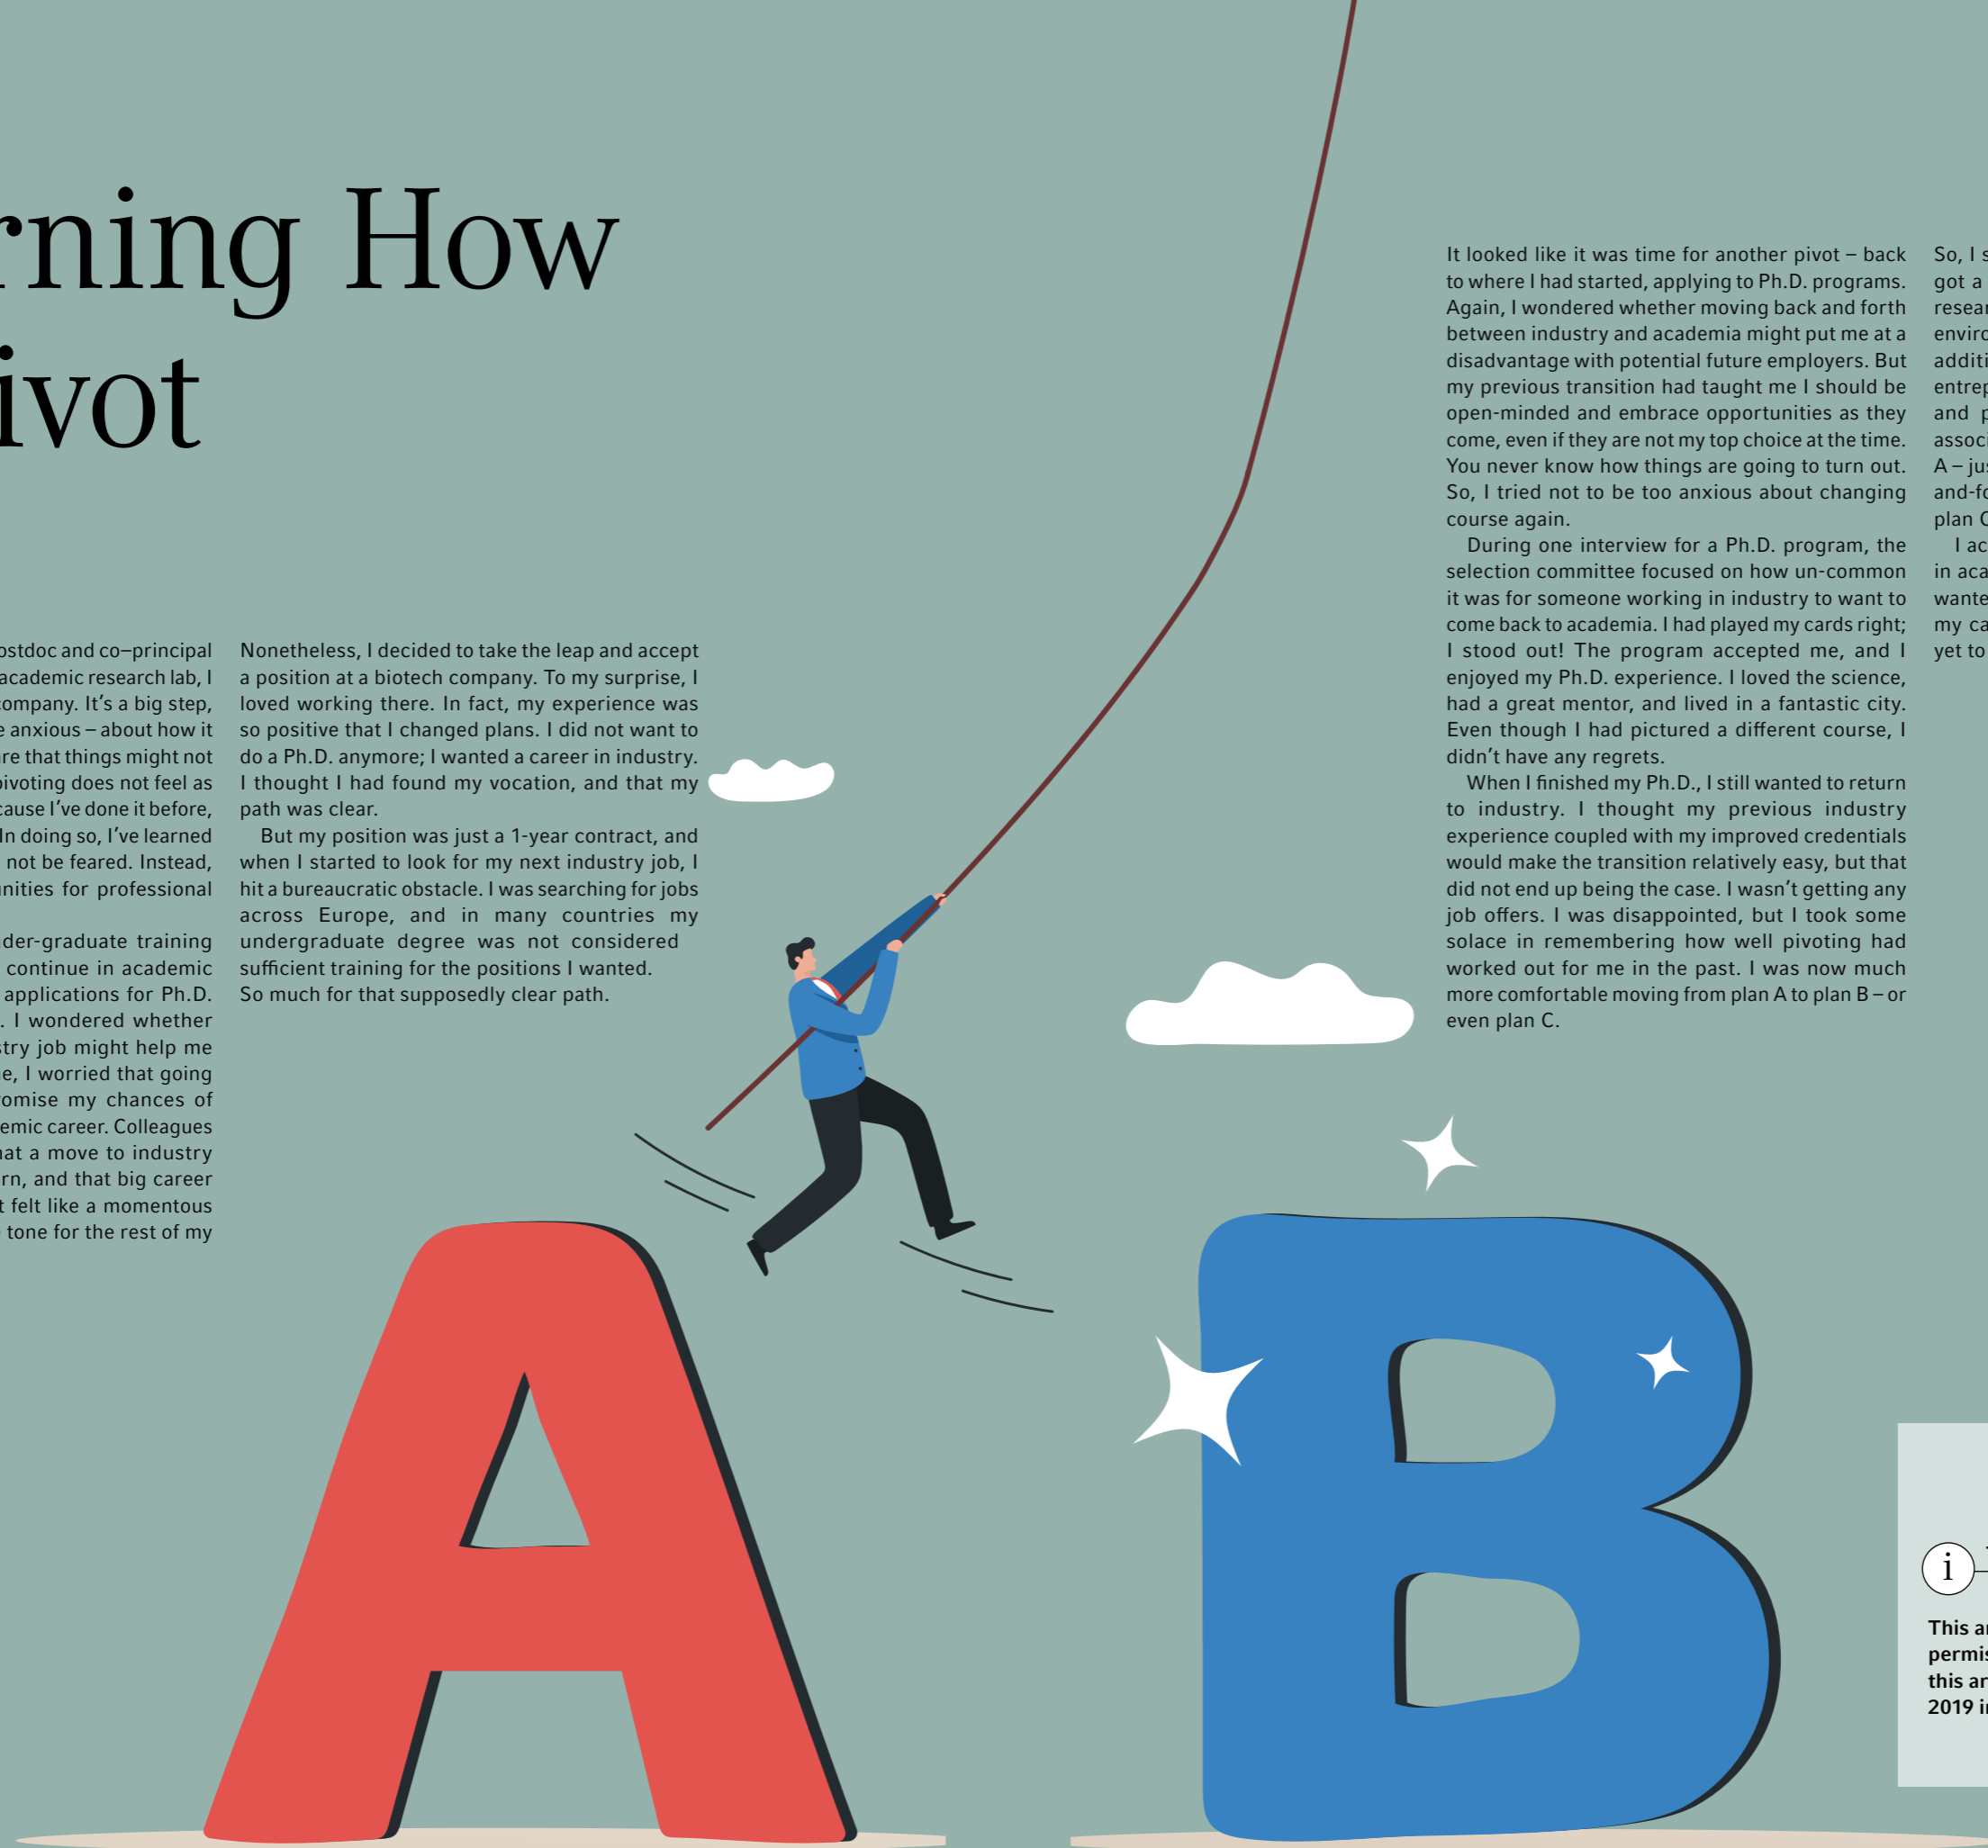 rning How
ivot
ostdoc and co–principal
academic research lab, I
company. It's a big step,
e anxious – about how it
re that things might not
pivoting does not feel as
cause I've done it before,
In doing so, I've learned
not be feared. Instead,
unities for professional
der-graduate training
continue in academic
applications for Ph.D.
. I wondered whether
stry job might help me
e, I worried that going
romise my chances of
emic career. Colleagues
hat a move to industry
rn, and that big career
t felt like a momentous
tone for the rest of my
Nonetheless, I decided to take the leap and accept
a position at a biotech company. To my surprise, I
loved working there. In fact, my experience was
so positive that I changed plans. I did not want to
do a Ph.D. anymore; I wanted a career in industry.
I thought I had found my vocation, and that my
path was clear.
But my position was just a 1-year contract, and
when I started to look for my next industry job, I
hit a bureaucratic obstacle. I was searching for jobs
across Europe, and in many countries my
undergraduate degree was not considered
sufficient training for the positions I wanted.
So much for that supposedly clear path.
It looked like it was time for another pivot – back
to where I had started, applying to Ph.D. programs.
Again, I wondered whether moving back and forth
between industry and academia might put me at a
disadvantage with potential future employers. But
my previous transition had taught me I should be
open-minded and embrace opportunities as they
come, even if they are not my top choice at the time.
You never know how things are going to turn out.
So, I tried not to be too anxious about changing
course again.
During one interview for a Ph.D. program, the
selection committee focused on how un-common
it was for someone working in industry to want to
come back to academia. I had played my cards right;
I stood out! The program accepted me, and I
enjoyed my Ph.D. experience. I loved the science,
had a great mentor, and lived in a fantastic city.
Even though I had pictured a different course, I
didn't have any regrets.
When I finished my Ph.D., I still wanted to return
to industry. I thought my previous industry
experience coupled with my improved credentials
would make the transition relatively easy, but that
did not end up being the case. I wasn't getting any
job offers. I was disappointed, but I took some
solace in remembering how well pivoting had
worked out for me in the past. I was now much
more comfortable moving from plan A to plan B – or
even plan C.
So, I s
got a
resear
enviro
additi
entrep
and p
associ
A – jus
and-fo
plan C
I ac
in aca
wante
my ca
yet to
A
B
i
This ar
permis
this ar
2019 i